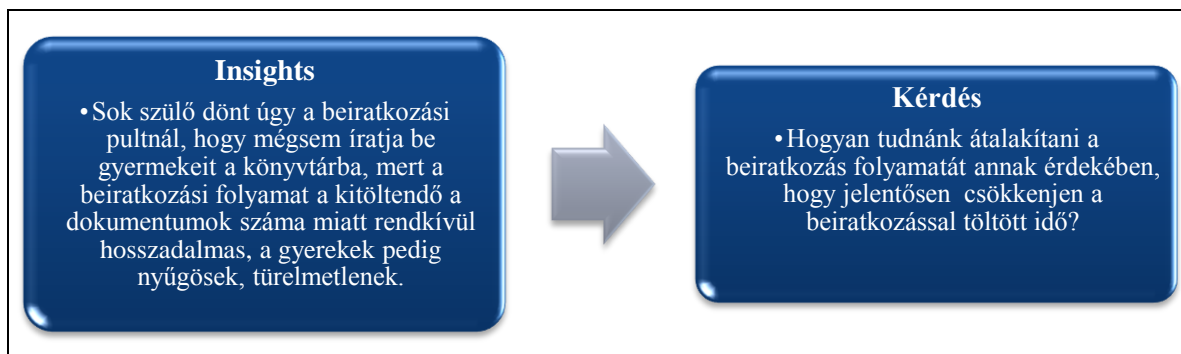 Insights
•Sok szülő dönt úgy a beiratkozási
pultnál, hogy mégsem íratja be
gyermekeit a könyvtárba, mert a
beiratkozási folyamat a kitöltendő a
dokumentumok száma miatt rendkívül
hosszadalmas, a gyerekek pedig
nyűgösek, türelmetlenek.
Kérdés
•Hogyan tudnánk átalakítani a
beiratkozás folyamatát annak érdekében,
hogy jelentősen csökkenjen a
beiratkozással töltött idő?